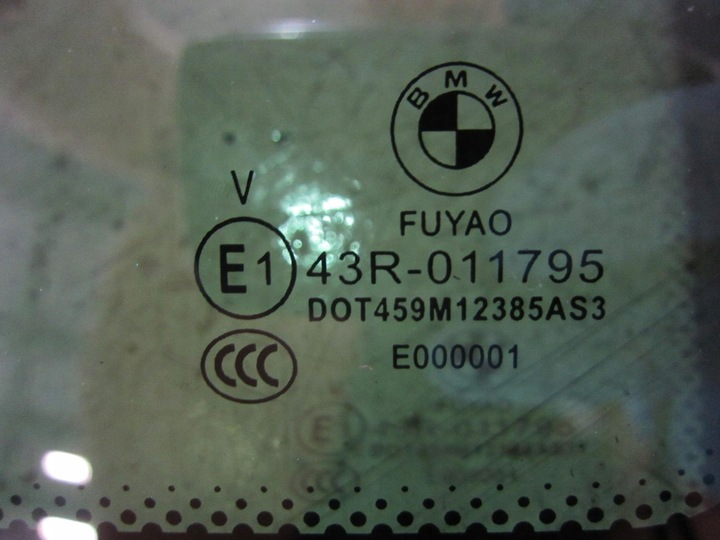 BMW
FUYAO
V
E1 43R-011795
DOT459M12385AS3
CCC E000001